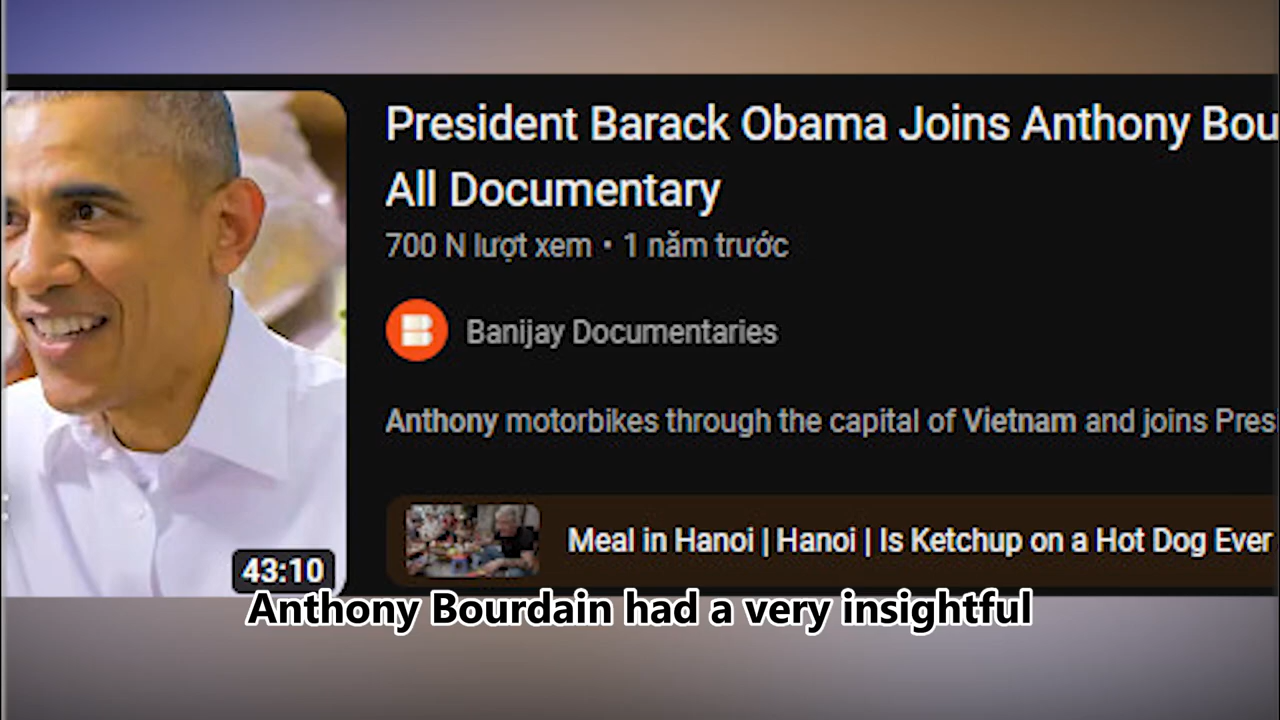 President Barack Obama Joins Anthony Bou
All Documentary
700 N lượt xem • 1 năm trước
Banijay Documentaries
Anthony motorbikes through the capital of Vietnam and joins Pres
Meal in Hanoi | Hanoi | Is Ketchup on a Hot Dog Ever
43:10
Anthony Bourdain had a very insightful